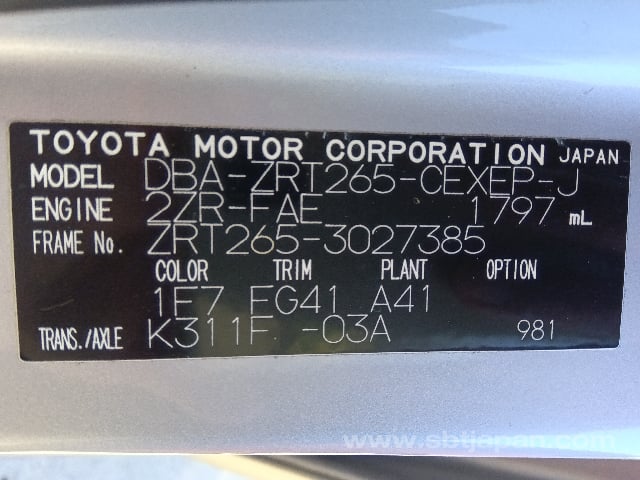 TOYOTA MOTOR CORPORATION JAPAN
MODEL DBA-ZRT265-CEXEP-J
ENGINE 2ZR-FAE 1797 mL
FRAME No. ZRT265-3027385
COLOR TRIM PLANT OPTION
1E7 FG41 A41
TRANS./AXLE K311F -03A 981
www.sbtjapan.com